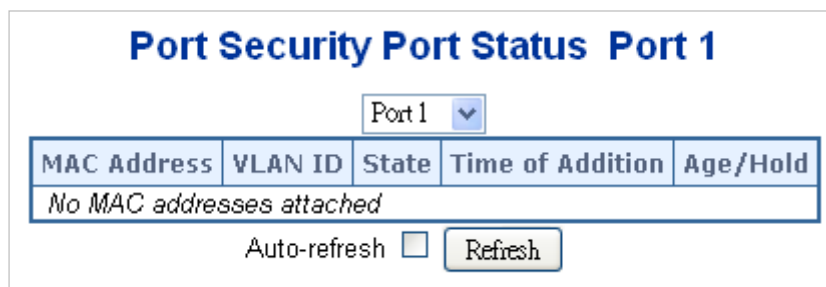 Port Security Port Status Port 1
Port 1
MAC Address VLAN ID State Time of Addition Age/Hold
No MAC addresses attached
Auto-refresh Refresh